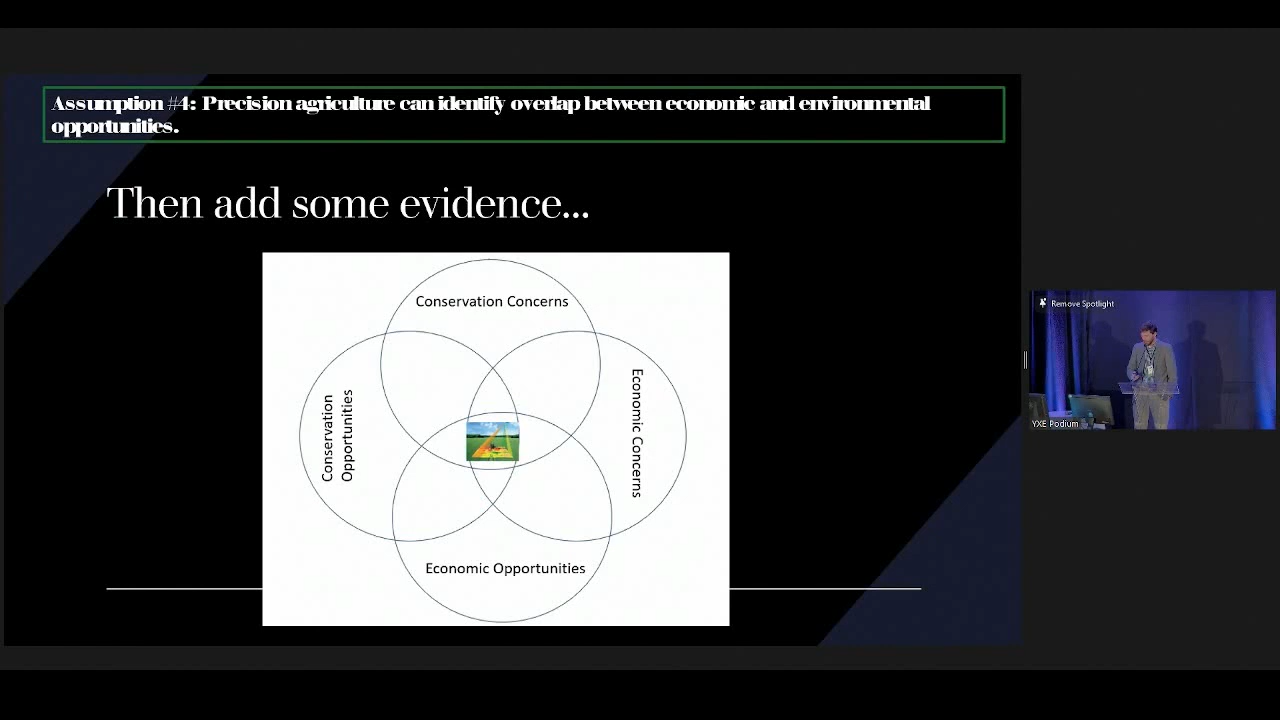 Assumption #4: Precision agriculture can identify overlap between economic and environmental
opportunities.
Then add some evidence...
Conservation Concerns
Conservation
Opportunities
Economic Concerns
Economic Opportunities
Remove Spotlight
YXE Podium